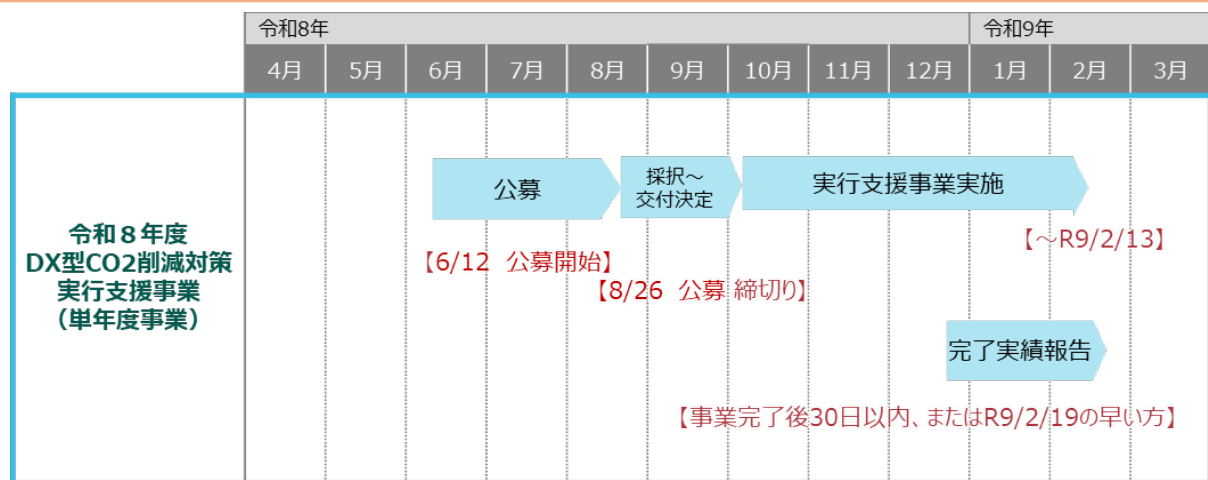 令和8年
令和9年
4月 5月 6月 7月 8月 9月 10月 11月 12月 1月 2月 3月
令和８年度
DX型CO2削減対策
実行支援事業
（単年度事業）
公募
採択～
交付決定
実行支援事業実施
【～R9/2/13】
【6/12 公募開始】
【8/26 公募 締切り】
完了実績報告
【事業完了後30日以内、またはR9/2/19の早い方】